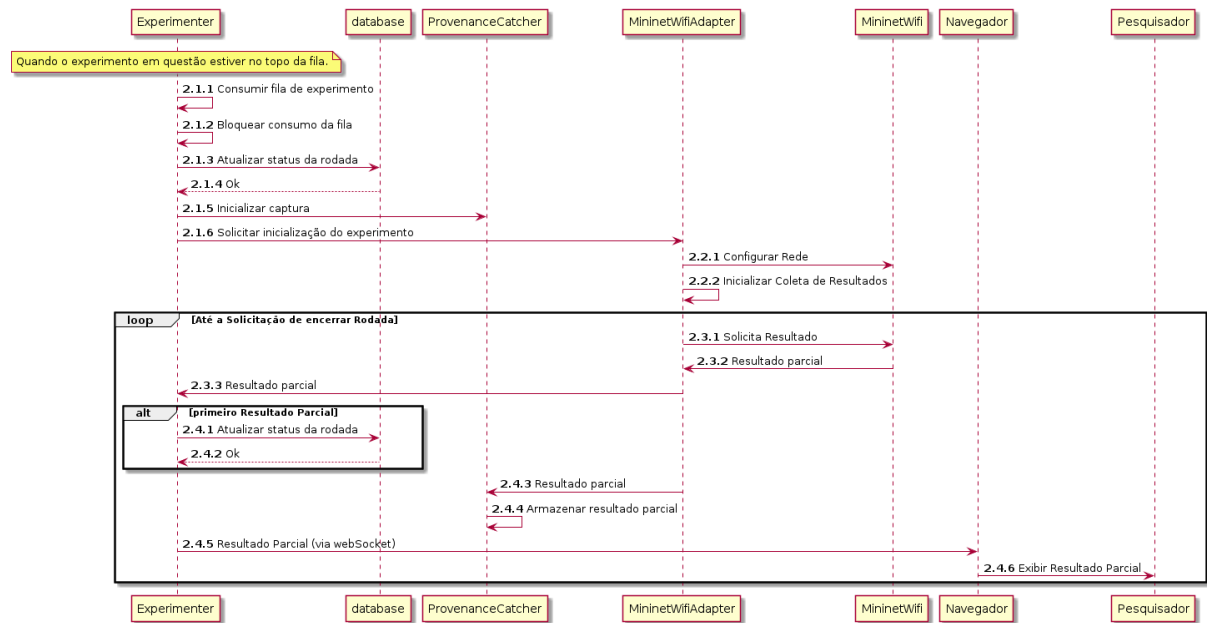 Experimenter database ProvenanceCatcher MininetWifiAdapter MininetWifi Navegador Pesquisador
Quando o experimento em questão estiver no topo da fila.
2.1.1 Consumir fila de experimento
2.1.2 Bloquear consumo da fila
2.1.3 Atualizar status da rodada
2.1.4 Ok
2.1.5 Inicializar captura
2.1.6 Solicitar inicialização do experimento
2.2.1 Configurar Rede
2.2.2 Inicializar Coleta de Resultados
loop [Até a Solicitação de encerrar Rodada]
2.3.1 Solicita Resultado
2.3.2 Resultado parcial
2.3.3 Resultado parcial
alt [primeiro Resultado Parcial]
2.4.1 Atualizar status da rodada
2.4.2 Ok
2.4.3 Resultado parcial
2.4.4 Armazenar resultado parcial
2.4.5 Resultado Parcial (via webSocket)
2.4.6 Exibir Resultado Parcial
Experimenter database ProvenanceCatcher MininetWifiAdapter MininetWifi Navegador Pesquisador